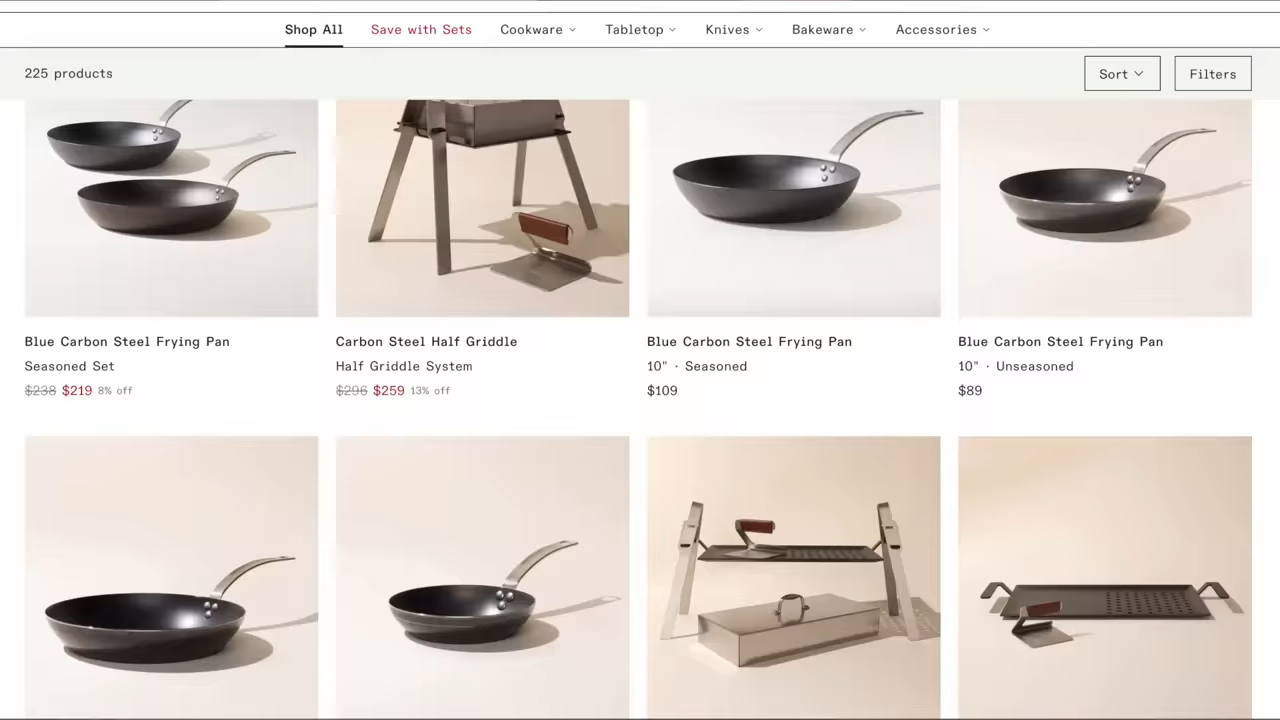 Shop All Save with Sets Cookware Tabletop Knives Bakeware Accessories
225 products
Sort
Filters
Blue Carbon Steel Frying Pan
Seasoned Set
$238 $219 8% off
Carbon Steel Half Griddle
Half Griddle System
$296 $259 13% off
Blue Carbon Steel Frying Pan
10" · Seasoned
$109
Blue Carbon Steel Frying Pan
10" · Unseasoned
$89